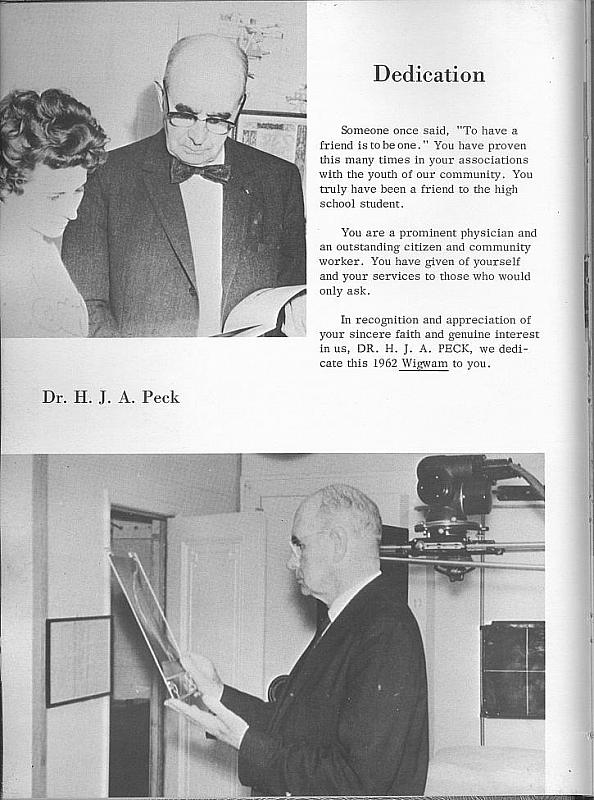 Dedication
Someone once said, "To have a
friend is to be one." You have proven
this many times in your associations
with the youth of our community. You
truly have been a friend to the high
school student.
You are a prominent physician and
an outstanding citizen and community
worker. You have given of yourself
and your services to those who would
only ask.
In recognition and appreciation of
your sincere faith and genuine interest
in us, DR. H. J. A. PECK, we dedi-
cate this 1962 Wigwam to you.
Dr. H. J. A. Peck